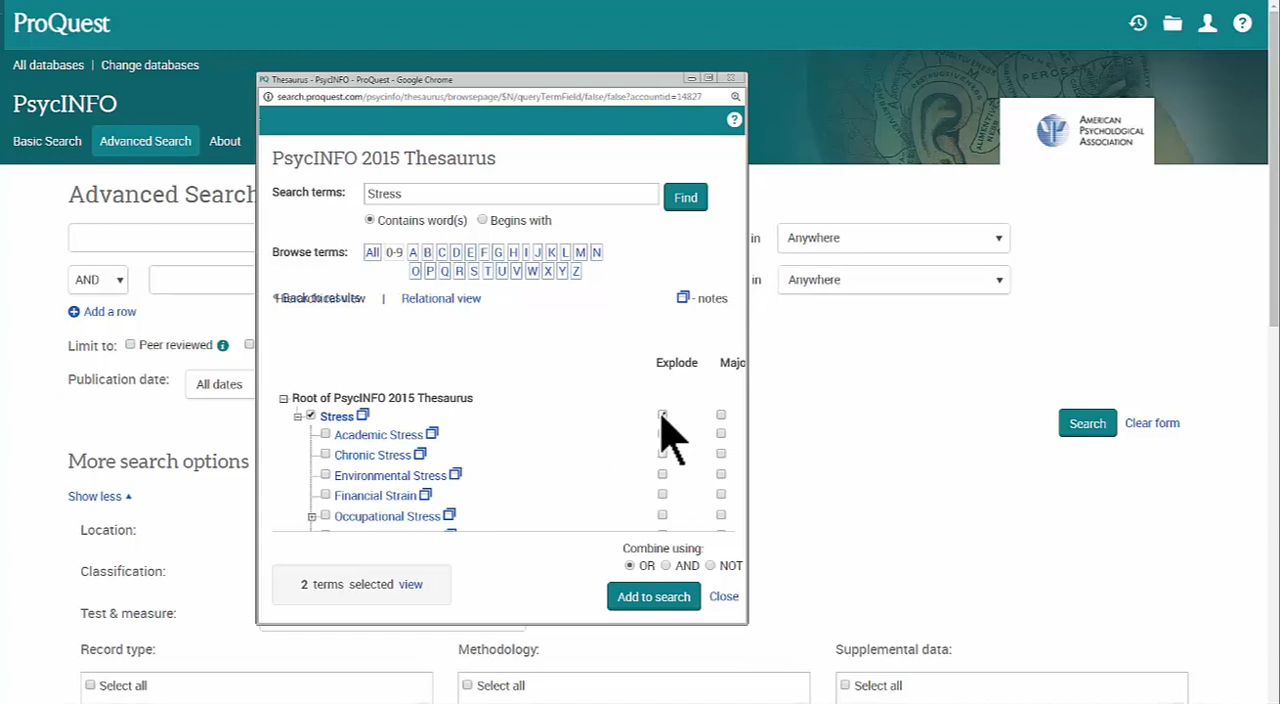 ProQuest
All databases | Change databases
PsycINFO
Basic Search Advanced Search About
AMERICAN
PSYCHOLOGICAL
ASSOCIATION
Advanced Search
AND
Add a row
Limit to: Peer reviewed
Publication date: All dates
in Anywhere
in Anywhere
Search Clear form
More search options
Show less
Location:
Classification:
Test & measure:
Record type: Methodology: Supplemental data:
Select all Select all Select all
PQ Thesaurus - PsycINFO - ProQuest - Google Chrome
search.proquest.com/psycinfo/thesaurus/browsepage/$N/queryTermField/false/false?accountid=14827
PsycINFO 2015 Thesaurus
Search terms: Stress Find
Contains word(s) Begins with
Browse terms: All 0-9 A B C D E F G H I J K L M N
O P Q R S T U V W X Y Z
Back to results | Relational view - notes
Explode Majo
Root of PsycINFO 2015 Thesaurus
Stress
Academic Stress
Chronic Stress
Environmental Stress
Financial Strain
Occupational Stress
Combine using:
OR AND NOT
2 terms selected view
Add to search Close